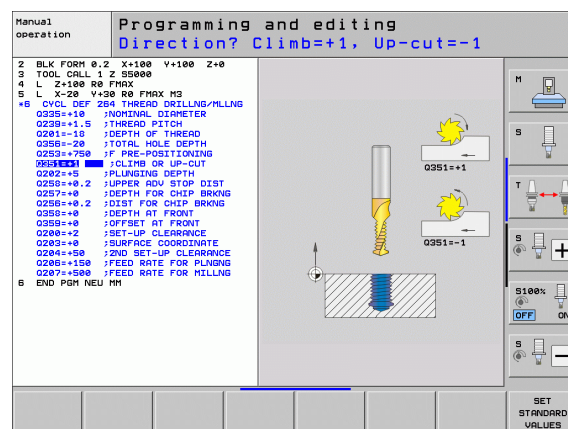 Manual
operation
Programming and editing
Direction? Climb=+1, Up-cut=-1
2 BLK FORM 0.2 X+100 Y+100 Z+0
3 TOOL CALL 1 Z S5000
4 L Z+100 R0 FMAX
5 L X-20 Y+30 R0 FMAX M3
*6 CYCL DEF 264 THREAD DRILLNG/MLLNG
Q335=+10 ;NOMINAL DIAMETER
Q239=+1.5 ;THREAD PITCH
Q201=-18 ;DEPTH OF THREAD
Q356=-20 ;TOTAL HOLE DEPTH
Q253=+750 ;F PRE-POSITIONING
Q351=+1 ;CLIMB OR UP-CUT
Q202=+5 ;PLUNGING DEPTH
Q258=+0.2 ;UPPER ADV STOP DIST
Q257=+0 ;DEPTH FOR CHIP BRKNG
Q256=+0.2 ;DIST FOR CHIP BRKNG
Q358=+0 ;DEPTH AT FRONT
Q359=+0 ;OFFSET AT FRONT
Q200=+2 ;SET-UP CLEARANCE
Q203=+0 ;SURFACE COORDINATE
Q204=+50 ;2ND SET-UP CLEARANCE
Q206=+150 ;FEED RATE FOR PLNGNG
Q207=+500 ;FEED RATE FOR MILLNG
6 END PGM NEU MM
Q351=+1
Q351=-1
M
S
T
S
+
S100%
OFF ON
S
-
SET
STANDARD
VALUES